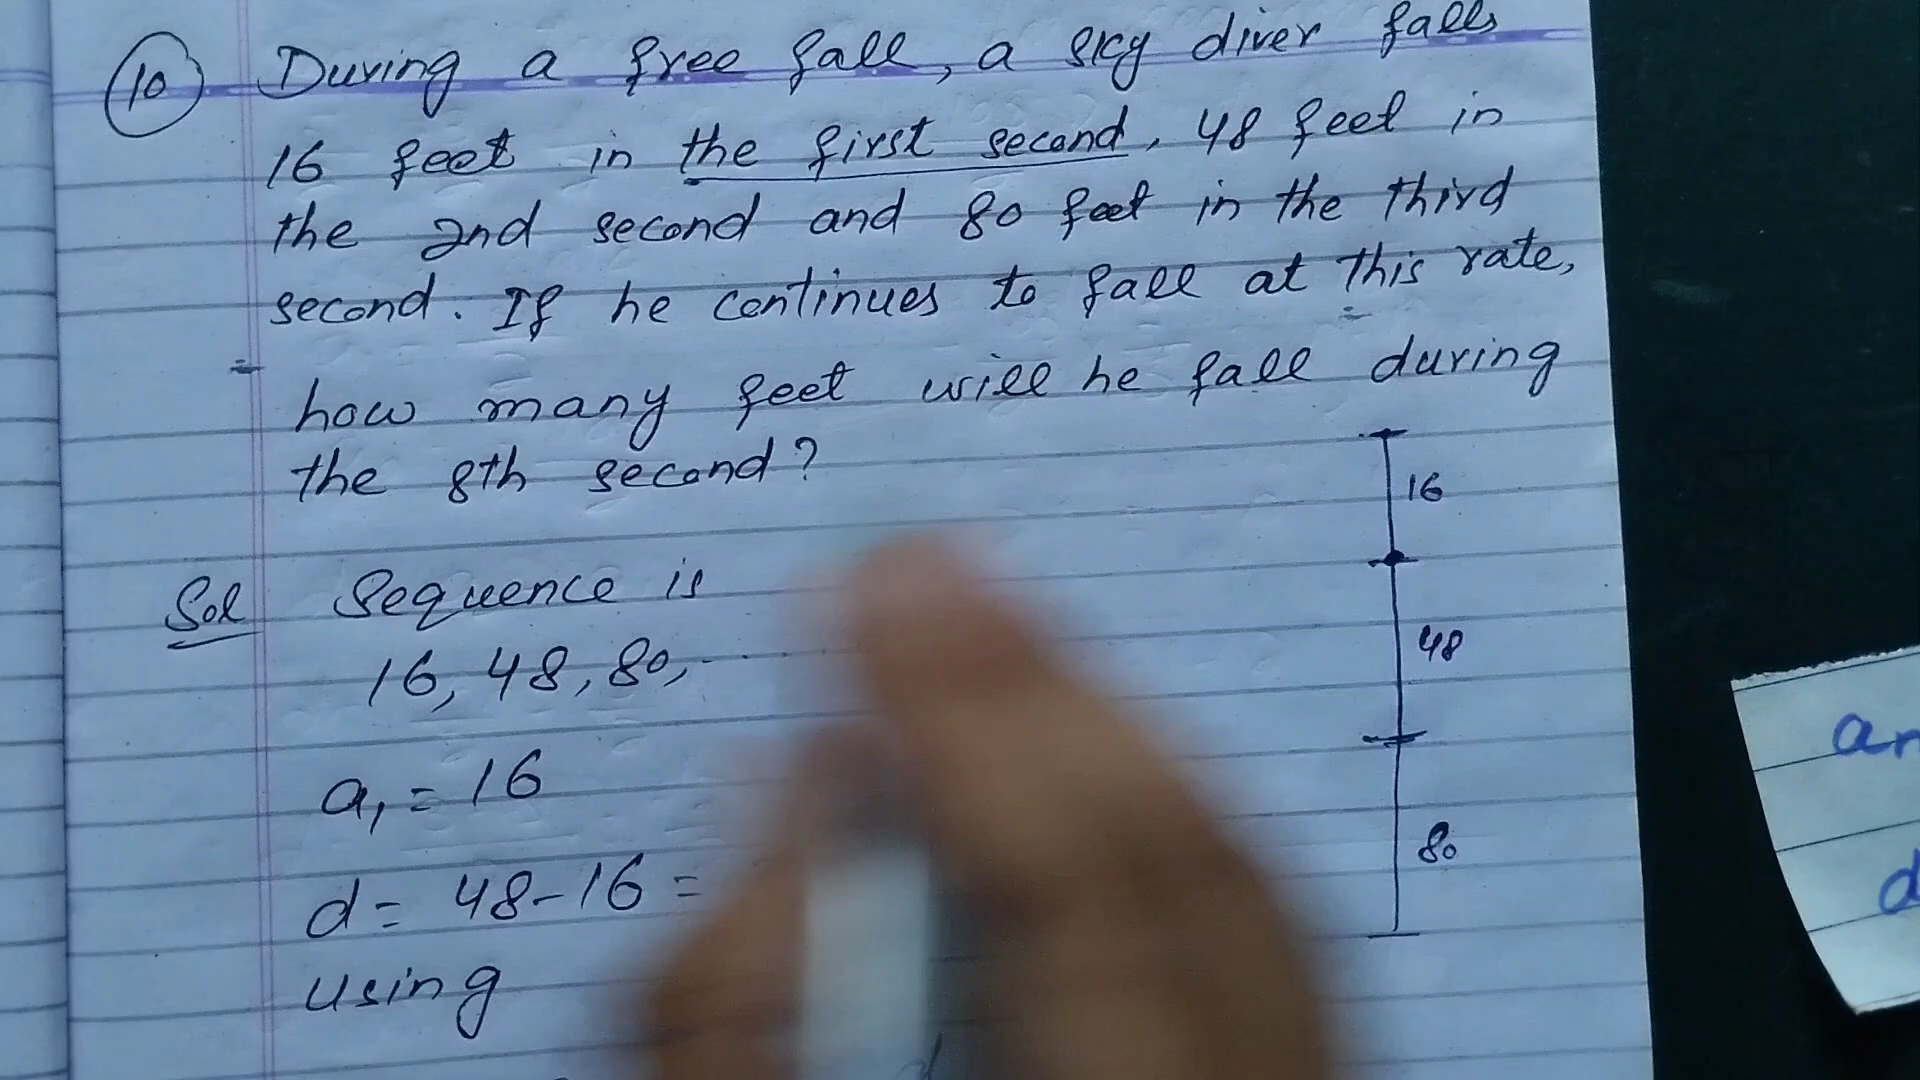 10 During a free fall, a sky diver falls
16 feet in the first second, 48 feet in
the 2nd second and 80 feet in the third
second. If he continues to fall at this rate,
how many feet will he fall during
the 8th second?
16
48
80
Sol Sequence is
16, 48, 80, ....
a₁ = 16
d = 48-16 =
using